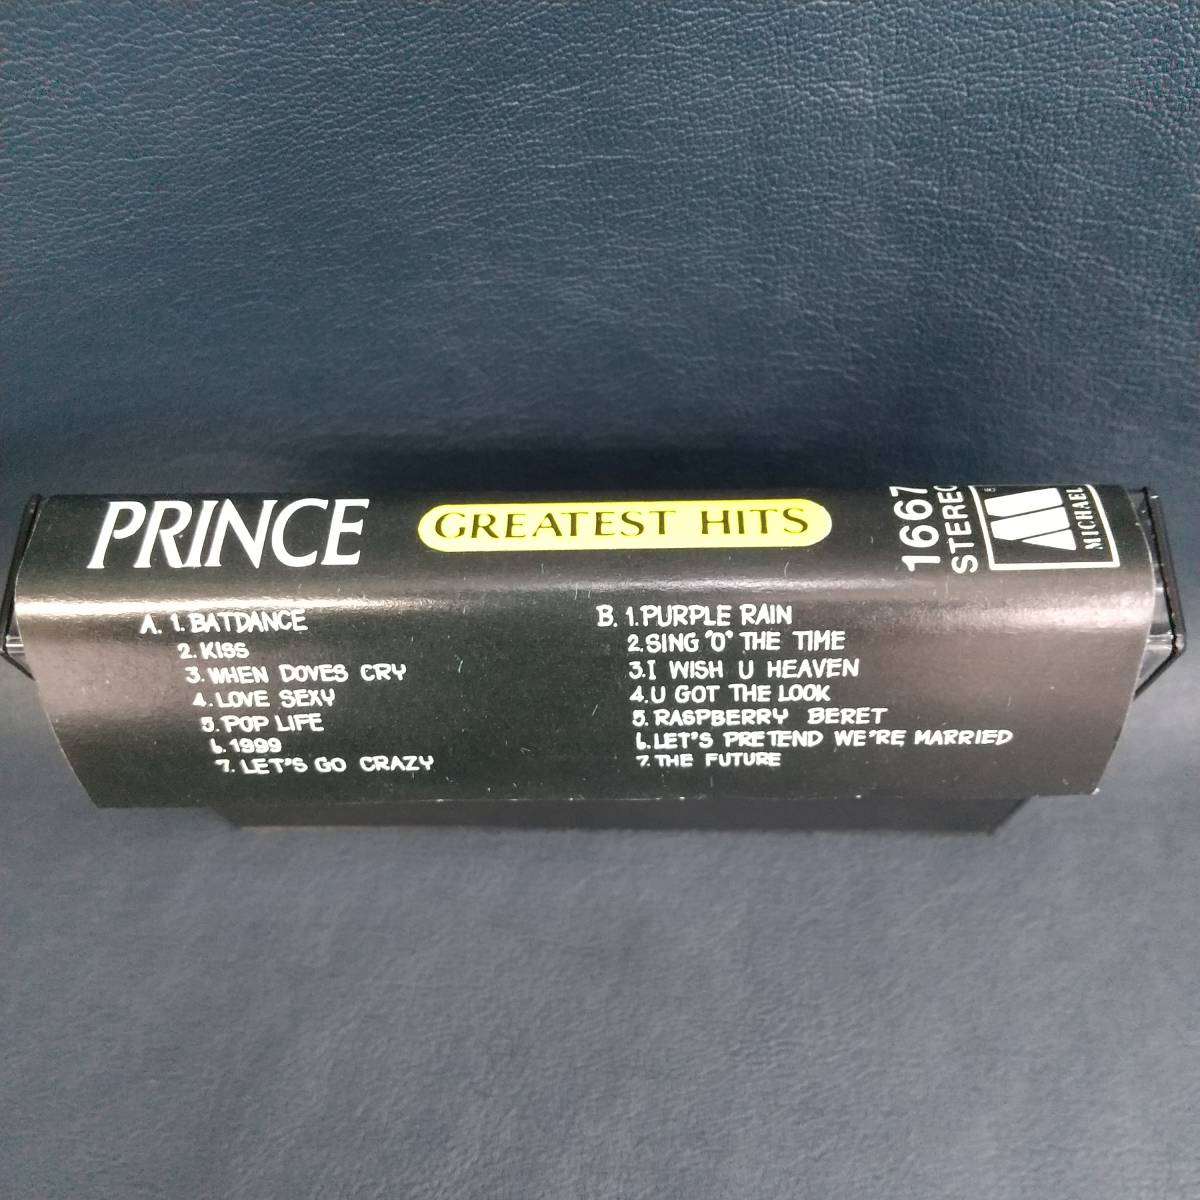 PRINCE GREATEST HITS
1667
STEREO
MICHAEL
A. 1. BATDANCE
2. KISS
3. WHEN DOVES CRY
4. LOVE SEXY
5. POP LIFE
6. 1999
7. LET'S GO CRAZY
B. 1. PURPLE RAIN
2. SING "O" THE TIME
3. I WISH U HEAVEN
4. U GOT THE LOOK
5. RASPBERRY BERET
6. LET'S PRETEND WE'RE MARRIED
7. THE FUTURE